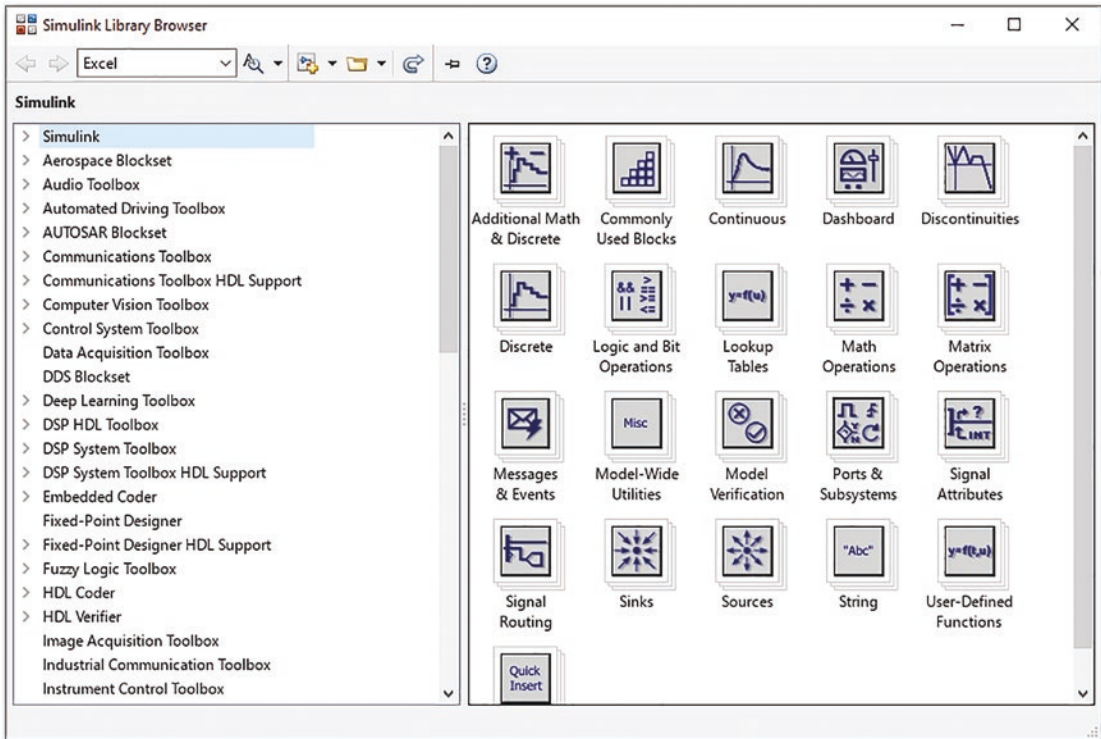 Simulink Library Browser
Excel
Simulink
Simulink
Aerospace Blockset
Audio Toolbox
Automated Driving Toolbox
AUTOSAR Blockset
Communications Toolbox
Communications Toolbox HDL Support
Computer Vision Toolbox
Control System Toolbox
Data Acquisition Toolbox
DDS Blockset
Deep Learning Toolbox
DSP HDL Toolbox
DSP System Toolbox
DSP System Toolbox HDL Support
Embedded Coder
Fixed-Point Designer
Fixed-Point Designer HDL Support
Fuzzy Logic Toolbox
HDL Coder
HDL Verifier
Image Acquisition Toolbox
Industrial Communication Toolbox
Instrument Control Toolbox
Additional Math
& Discrete
Commonly
Used Blocks
Continuous
Dashboard
Discontinuities
Discrete
&& ||
Logic and Bit
Operations
y=f(u)
Lookup
Tables
+ -
÷ ×
Math
Operations
+ -
÷ ×
Matrix
Operations
Messages
& Events
Misc
Model-Wide
Utilities
Model
Verification
Ports &
Subsystems
?
INT
Signal
Attributes
Signal
Routing
Sinks
Sources
"Abc"
String
y=f(t,u)
User-Defined
Functions
Quick
Insert